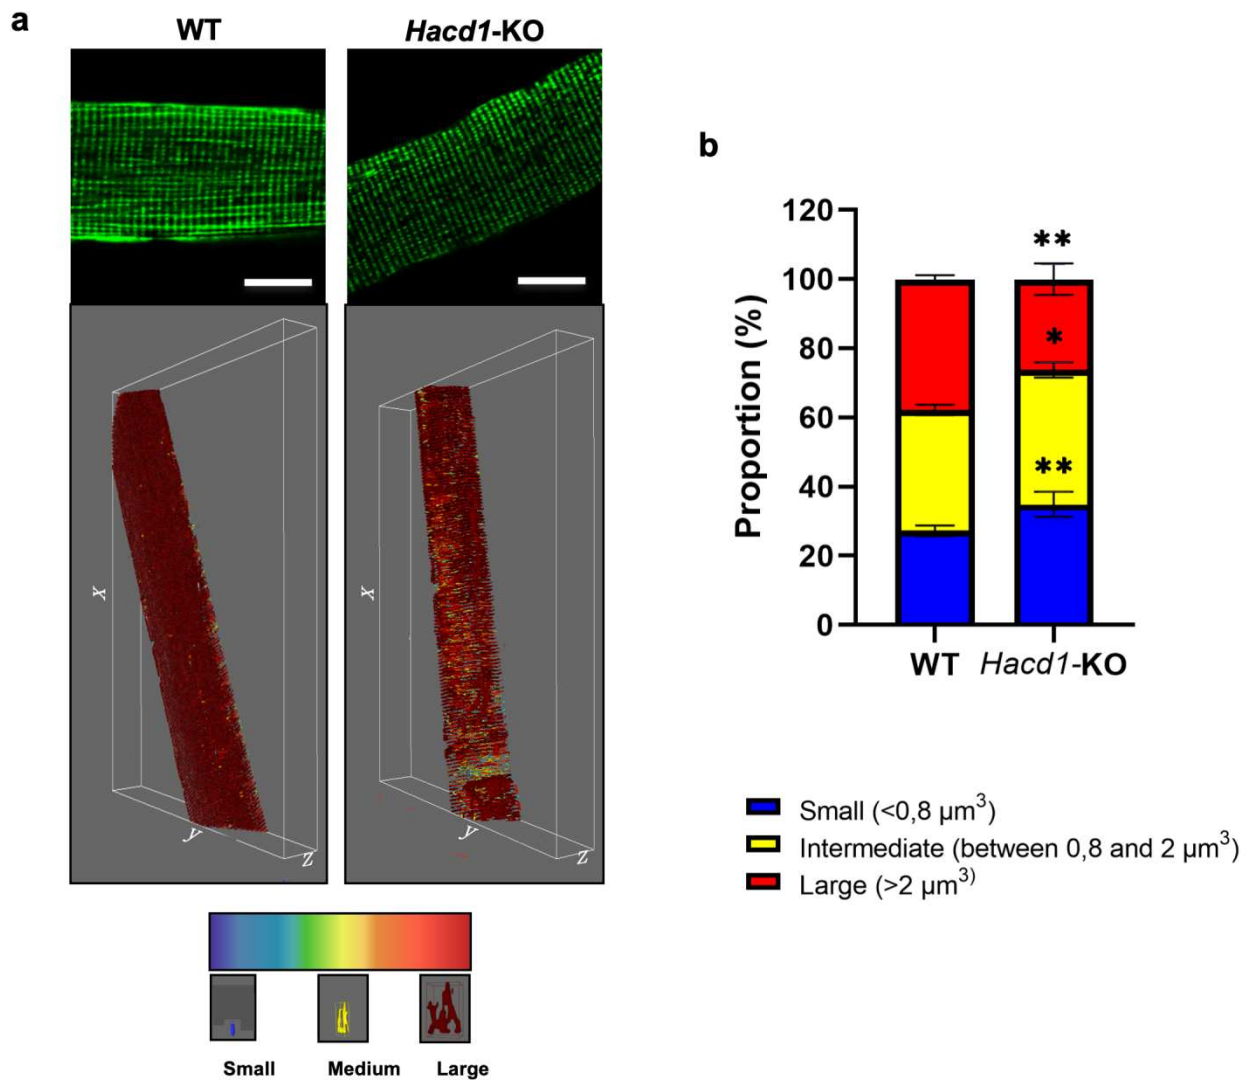 a
WT
Hacd1-KO
x
y
z
x
y
z
Small
Medium
Large
b
**
*
**
Proportion (%)
120
100
80
60
40
20
0
WT
Hacd1-KO
Small (<0,8 µm³)
Intermediate (between 0,8 and 2 µm³)
Large (>2 µm³⁾